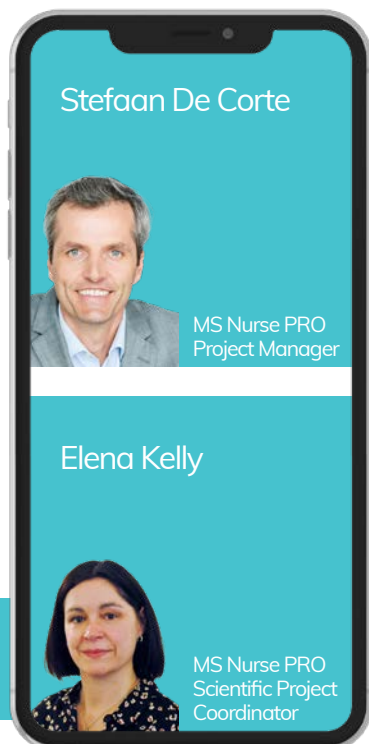 Stefaan De Corte
MS Nurse PRO
Project Manager
Elena Kelly
MS Nurse PRO
Scientific Project
Coordinator